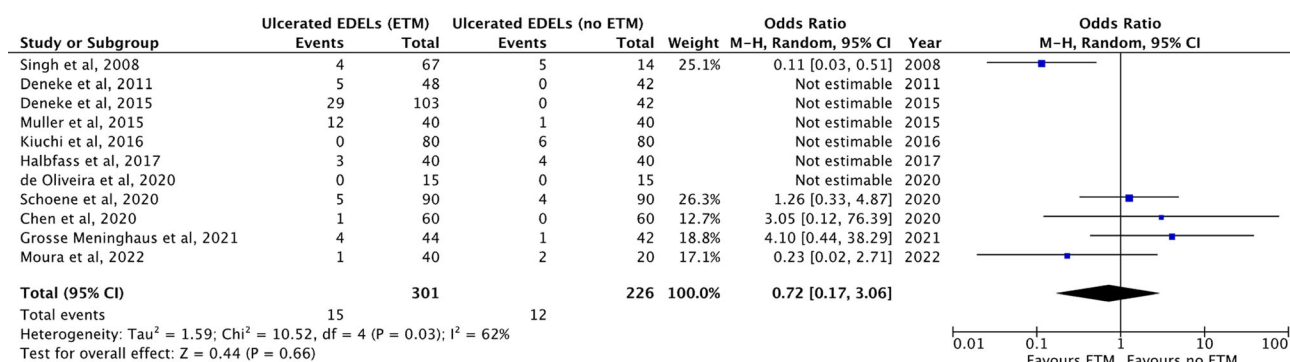 Ulcerated EDELs (ETM) Ulcerated EDELs (no ETM) Odds Ratio Odds Ratio
Study or Subgroup Events Total Events Total Weight M-H, Random, 95% CI Year M-H, Random, 95% CI
Singh et al, 2008 4 67 5 14 25.1% 0.11 [0.03, 0.51] 2008
Deneke et al, 2011 5 48 0 42 Not estimable 2011
Deneke et al, 2015 29 103 0 42 Not estimable 2015
Muller et al, 2015 12 40 1 40 Not estimable 2015
Kiuchi et al, 2016 0 80 6 80 Not estimable 2016
Halbfass et al, 2017 3 40 4 40 Not estimable 2017
de Oliveira et al, 2020 0 15 0 15 Not estimable 2020
Schoene et al, 2020 5 90 4 90 26.3% 1.26 [0.33, 4.87] 2020
Chen et al, 2020 1 60 0 60 12.7% 3.05 [0.12, 76.39] 2020
Grosse Meninghaus et al, 2021 4 44 1 42 18.8% 4.10 [0.44, 38.29] 2021
Moura et al, 2022 1 40 2 20 17.1% 0.23 [0.02, 2.71] 2022
Total (95% CI) 301 226 100.0% 0.72 [0.17, 3.06]
Total events 15 12
Heterogeneity: Tau² = 1.59; Chi² = 10.52, df = 4 (P = 0.03); I² = 62%
Test for overall effect: Z = 0.44 (P = 0.66)
0.01 0.1 1 10 100
Favours ETM Favours no ETM